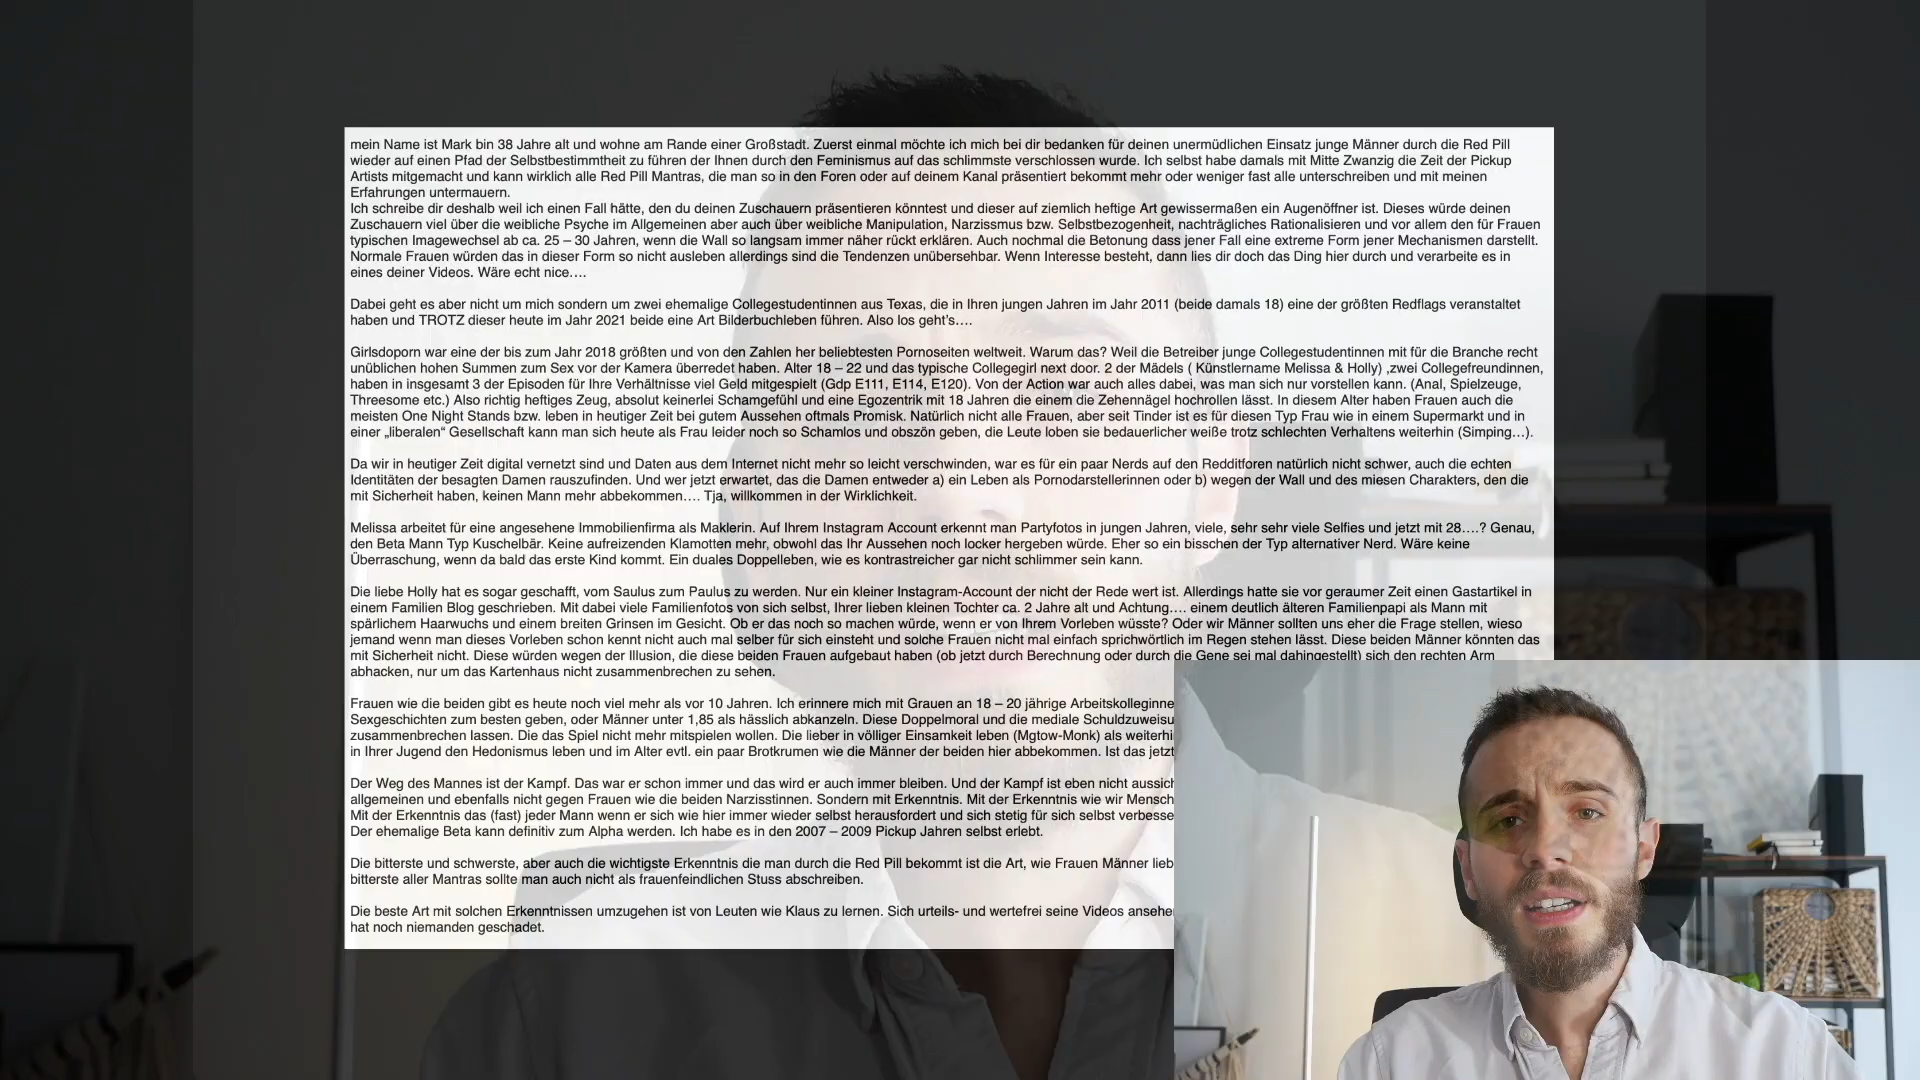 mein Name ist Mark bin 38 Jahre alt und wohne am Rande einer Großstadt. Zuerst einmal möchte ich mich bei dir bedanken für deinen unermüdlichen Einsatz junge Männer durch die Red Pill
wieder auf einen Pfad der Selbstbestimmtheit zu führen der Ihnen durch den Feminismus auf das schlimmste verschlossen wurde. Ich selbst habe damals mit Mitte Zwanzig die Zeit der Pickup
Artists mitgemacht und kann wirklich alle Red Pill Mantras, die man so in den Foren oder auf deinem Kanal präsentiert bekommt mehr oder weniger fast alle unterschreiben und mit meinen
Erfahrungen untermauern.
Ich schreibe dir deshalb weil ich einen Fall hätte, den du deinen Zuschauern präsentieren könntest und dieser auf ziemlich heftige Art gewissermaßen ein Augenöffner ist. Dieses würde deinen
Zuschauern viel über die weibliche Psyche im Allgemeinen aber auch über weibliche Manipulation, Narzissmus bzw. Selbstbezogenheit, nachträgliches Rationalisieren und vor allem den für Frauen
typischen Imagewechsel ab ca. 25 – 30 Jahren, wenn die Wall so langsam immer näher rückt erklären. Auch nochmal die Betonung dass jener Fall eine extreme Form jener Mechanismen darstellt.
Normale Frauen würden das in dieser Form so nicht ausleben allerdings sind die Tendenzen unübersehbar. Wenn Interesse besteht, dann lies dir doch das Ding hier durch und verarbeite es in
eines deiner Videos. Wäre echt nice….
Dabei geht es aber nicht um mich sondern um zwei ehemalige Collegestudentinnen aus Texas, die in Ihren jungen Jahren im Jahr 2011 (beide damals 18) eine der größten Redflags veranstaltet
haben und TROTZ dieser heute im Jahr 2021 beide eine Art Bilderbuchleben führen. Also los geht's….
Girlsdoporn war eine der bis zum Jahr 2018 größten und von den Zahlen her beliebtesten Pornoseiten weltweit. Warum das? Weil die Betreiber junge Collegestudentinnen mit für die Branche recht
unüblichen hohen Summen zum Sex vor der Kamera überredet haben. Alter 18 – 22 und das typische Collegegirl next door. 2 der Mädels ( Künstlername Melissa & Holly) ,zwei Collegefreundinnen,
haben in insgesamt 3 der Episoden für Ihre Verhältnisse viel Geld mitgespielt (Gdp E111, E114, E120). Von der Action war auch alles dabei, was man sich nur vorstellen kann. (Anal, Spielzeuge,
Threesome etc.) Also richtig heftiges Zeug, absolut keinerlei Schamgefühl und eine Egozentrik mit 18 Jahren die einem die Zehennägel hochrollen lässt. In diesem Alter haben Frauen auch die
meisten One Night Stands bzw. leben in heutiger Zeit bei gutem Aussehen oftmals Promisk. Natürlich nicht alle Frauen, aber seit Tinder ist es für diesen Typ Frau wie in einem Supermarkt und in
einer „liberalen“ Gesellschaft kann man sich heute als Frau leider noch so Schamlos und obszön geben, die Leute loben sie bedauerlicher weiße trotz schlechten Verhaltens weiterhin (Simping…).
Da wir in heutiger Zeit digital vernetzt sind und Daten aus dem Internet nicht mehr so leicht verschwinden, war es für ein paar Nerds auf den Redditforen natürlich nicht schwer, auch die echten
Identitäten der besagten Damen rauszufinden. Und wer jetzt erwartet, das die Damen entweder a) ein Leben als Pornodarstellerinnen oder b) wegen der Wall und des miesen Charakters, den die
mit Sicherheit haben, keinen Mann mehr abbekommen…. Tja, willkommen in der Wirklichkeit.
Melissa arbeitet für eine angesehene Immobilienfirma als Maklerin. Auf Ihrem Instagram Account erkennt man Partyfotos in jungen Jahren, viele, sehr sehr viele Selfies und jetzt mit 28….? Genau,
den Beta Mann Typ Kuschelbär. Keine aufreizenden Klamotten mehr, obwohl das Ihr Aussehen noch locker hergeben würde. Eher so ein bisschen der Typ alternativer Nerd. Wäre keine
Überraschung, wenn da bald das erste Kind kommt. Ein duales Doppelleben, wie es kontrastreicher gar nicht schlimmer sein kann.
Die liebe Holly hat es sogar geschafft, vom Saulus zum Paulus zu werden. Nur ein kleiner Instagram-Account der nicht der Rede wert ist. Allerdings hatte sie vor geraumer Zeit einen Gastartikel in
einem Familien Blog geschrieben. Mit dabei viele Familienfotos von sich selbst, Ihrer lieben kleinen Tochter ca. 2 Jahre alt und Achtung…. einem deutlich älteren Familienpapi als Mann mit
spärlichem Haarwuchs und einem breiten Grinsen im Gesicht. Ob er das noch so machen würde, wenn er von Ihrem Vorleben wüsste? Oder wir Männer sollten uns eher die Frage stellen, wieso
jemand wenn man dieses Vorleben schon kennt nicht auch mal selber für sich einsteht und solche Frauen nicht mal einfach sprichwörtlich im Regen stehen lässt. Diese beiden Männer könnten das
mit Sicherheit nicht. Diese würden wegen der Illusion, die diese beiden Frauen aufgebaut haben (ob jetzt durch Berechnung oder durch die Gene sei mal dahingestellt) sich den rechten Arm
abhacken, nur um das Kartenhaus nicht zusammenbrechen zu sehen.
Frauen wie die beiden gibt es heute noch viel mehr als vor 10 Jahren. Ich erinnere mich mit Grauen an 18 – 20 jährige Arbeitskolleginne
Sexgeschichten zum besten geben, oder Männer unter 1,85 als hässlich abkanzeln. Diese Doppelmoral und die mediale Schuldzuweisu
zusammenbrechen lassen. Die das Spiel nicht mehr mitspielen wollen. Die lieber in völliger Einsamkeit leben (Mgtow-Monk) als weiterhi
in Ihrer Jugend den Hedonismus leben und im Alter evtl. ein paar Brotkrumen wie die Männer der beiden hier abbekommen. Ist das jetzt
Der Weg des Mannes ist der Kampf. Das war er schon immer und das wird er auch immer bleiben. Und der Kampf ist eben nicht aussich
allgemeinen und ebenfalls nicht gegen Frauen wie die beiden Narzisstinnen. Sondern mit Erkenntnis. Mit der Erkenntnis wie wir Mensch
Mit der Erkenntnis das (fast) jeder Mann wenn er sich wie hier immer wieder selbst herausfordert und sich stetig für sich selbst verbesse
Der ehemalige Beta kann definitiv zum Alpha werden. Ich habe es in den 2007 – 2009 Pickup Jahren selbst erlebt.
Die bitterste und schwerste, aber auch die wichtigste Erkenntnis die man durch die Red Pill bekommt ist die Art, wie Frauen Männer lieb
bitterste aller Mantras sollte man auch nicht als frauenfeindlichen Stuss abschreiben.
Die beste Art mit solchen Erkenntnissen umzugehen ist von Leuten wie Klaus zu lernen. Sich urteils- und wertefrei seine Videos ansehe
hat noch niemanden geschadet.